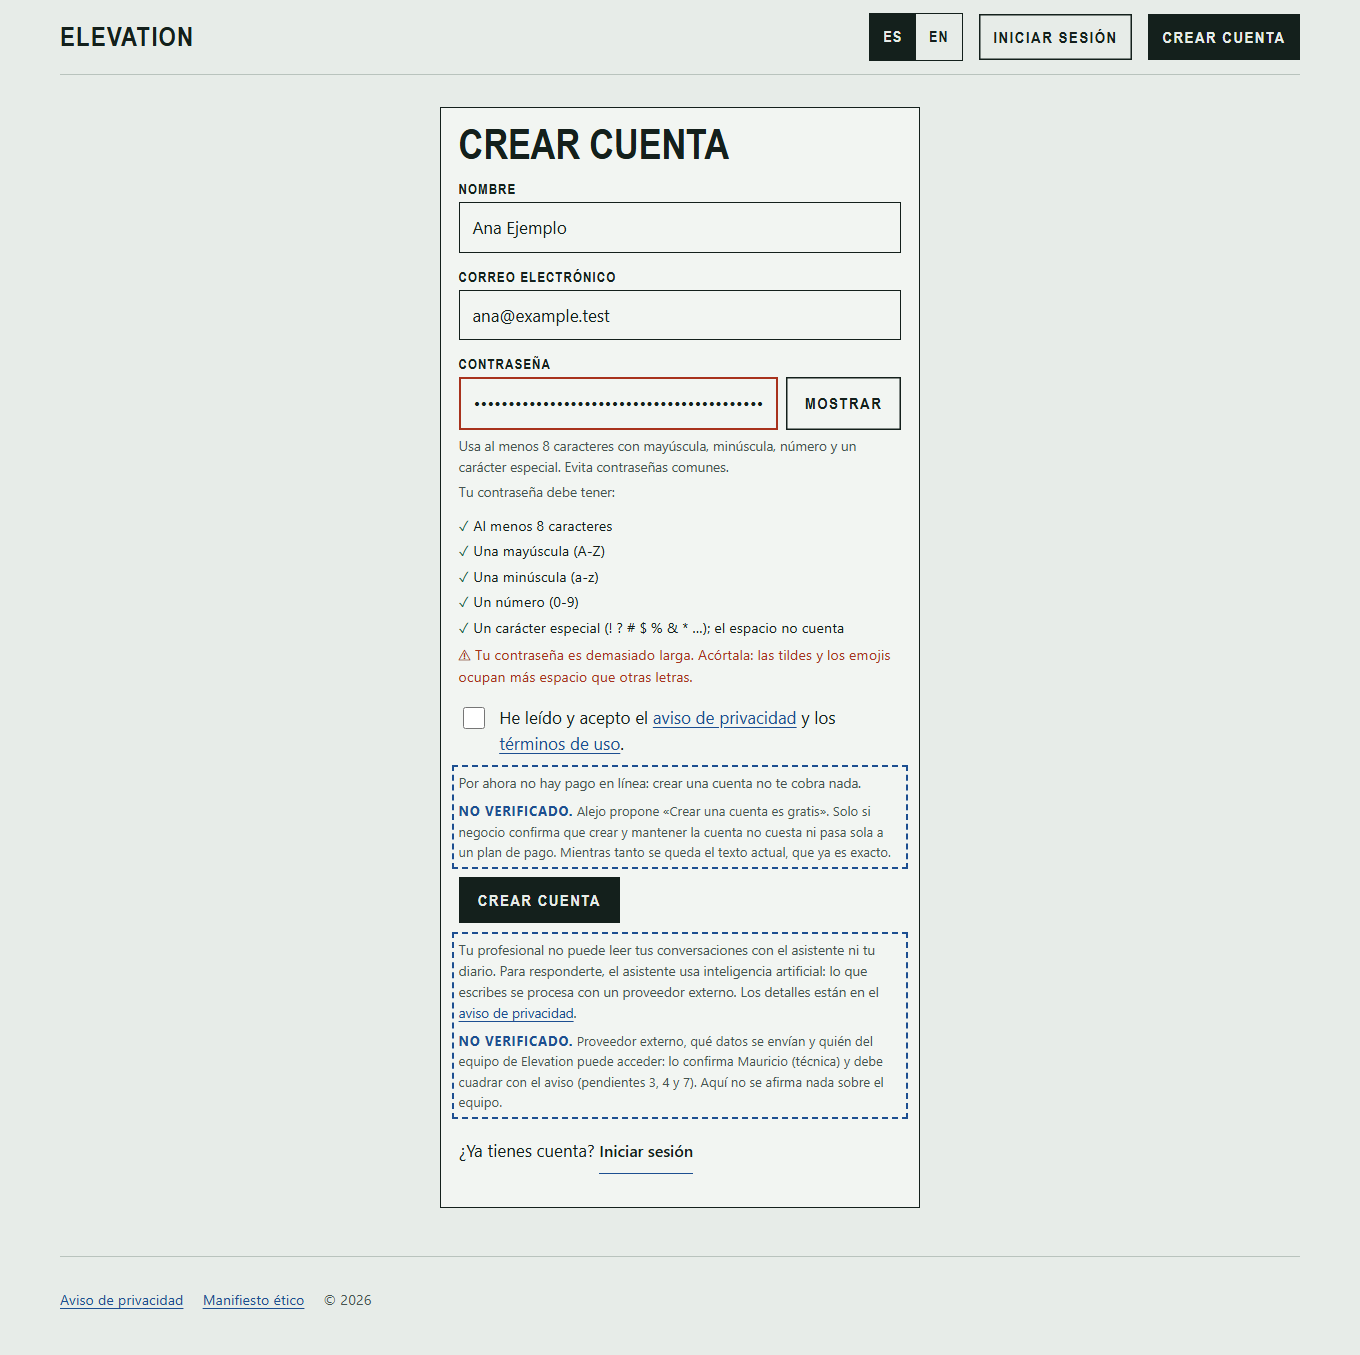 ELEVATION
ES EN INICIAR SESIÓN CREAR CUENTA
CREAR CUENTA
NOMBRE
Ana Ejemplo
CORREO ELECTRÓNICO
ana@example.test
CONTRASEÑA
MOSTRAR
Usa al menos 8 caracteres con mayúscula, minúscula, número y un
carácter especial. Evita contraseñas comunes.
Tu contraseña debe tener:
✓ Al menos 8 caracteres
✓ Una mayúscula (A-Z)
✓ Una minúscula (a-z)
✓ Un número (0-9)
✓ Un carácter especial (! ? # $ % & * ...); el espacio no cuenta
⚠ Tu contraseña es demasiado larga. Acórtala: las tildes y los emojis
ocupan más espacio que otras letras.
He leído y acepto el aviso de privacidad y los
términos de uso.
Por ahora no hay pago en línea: crear una cuenta no te cobra nada.
NO VERIFICADO. Alejo propone «Crear una cuenta es gratis». Solo si
negocio confirma que crear y mantener la cuenta no cuesta ni pasa sola a
un plan de pago. Mientras tanto se queda el texto actual, que ya es exacto.
CREAR CUENTA
Tu profesional no puede leer tus conversaciones con el asistente ni tu
diario. Para responderte, el asistente usa inteligencia artificial: lo que
escribes se procesa con un proveedor externo. Los detalles están en el
aviso de privacidad.
NO VERIFICADO. Proveedor externo, qué datos se envían y quién del
equipo de Elevation puede acceder: lo confirma Mauricio (técnica) y debe
cuadrar con el aviso (pendientes 3, 4 y 7). Aquí no se afirma nada sobre el
equipo.
¿Ya tienes cuenta? Iniciar sesión
Aviso de privacidad Manifiesto ético © 2026